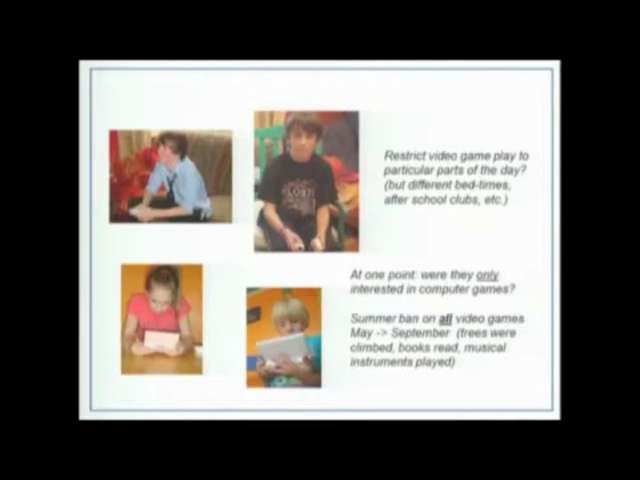 LOST
Restrict video game play to
particular parts of the day?
(but different bed-times,
after school clubs, etc.)
At one point: were they only
interested in computer games?
Summer ban on all video games
May -> September (trees were
climbed, books read, musical
instruments played)